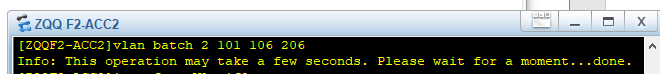 ZQQ F2-ACC2
[ZQQF2-ACC2]vlan batch 2 101 106 206
Info: This operation may take a few seconds. Please wait for a moment...done.